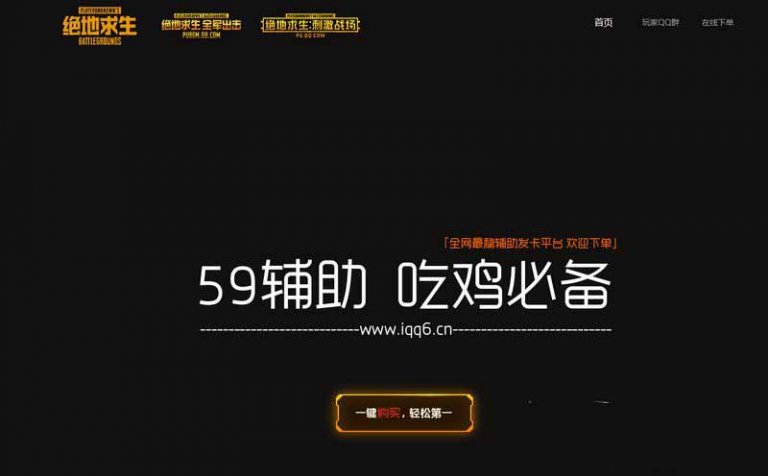 PLAYERUNKNOWN'S
绝地求生
BATTLEGROUNDS
绝地求生 全军出击
PUBGM.QQ.COM
绝地求生:刺激战场
PG.QQ.COM
首页 玩家QQ群 在线下单
「全网最稳辅助发卡平台 欢迎下单」
59辅助 吃鸡必备
----------------------------www.iqq6.cn----------------------------
一键购买，轻松第一